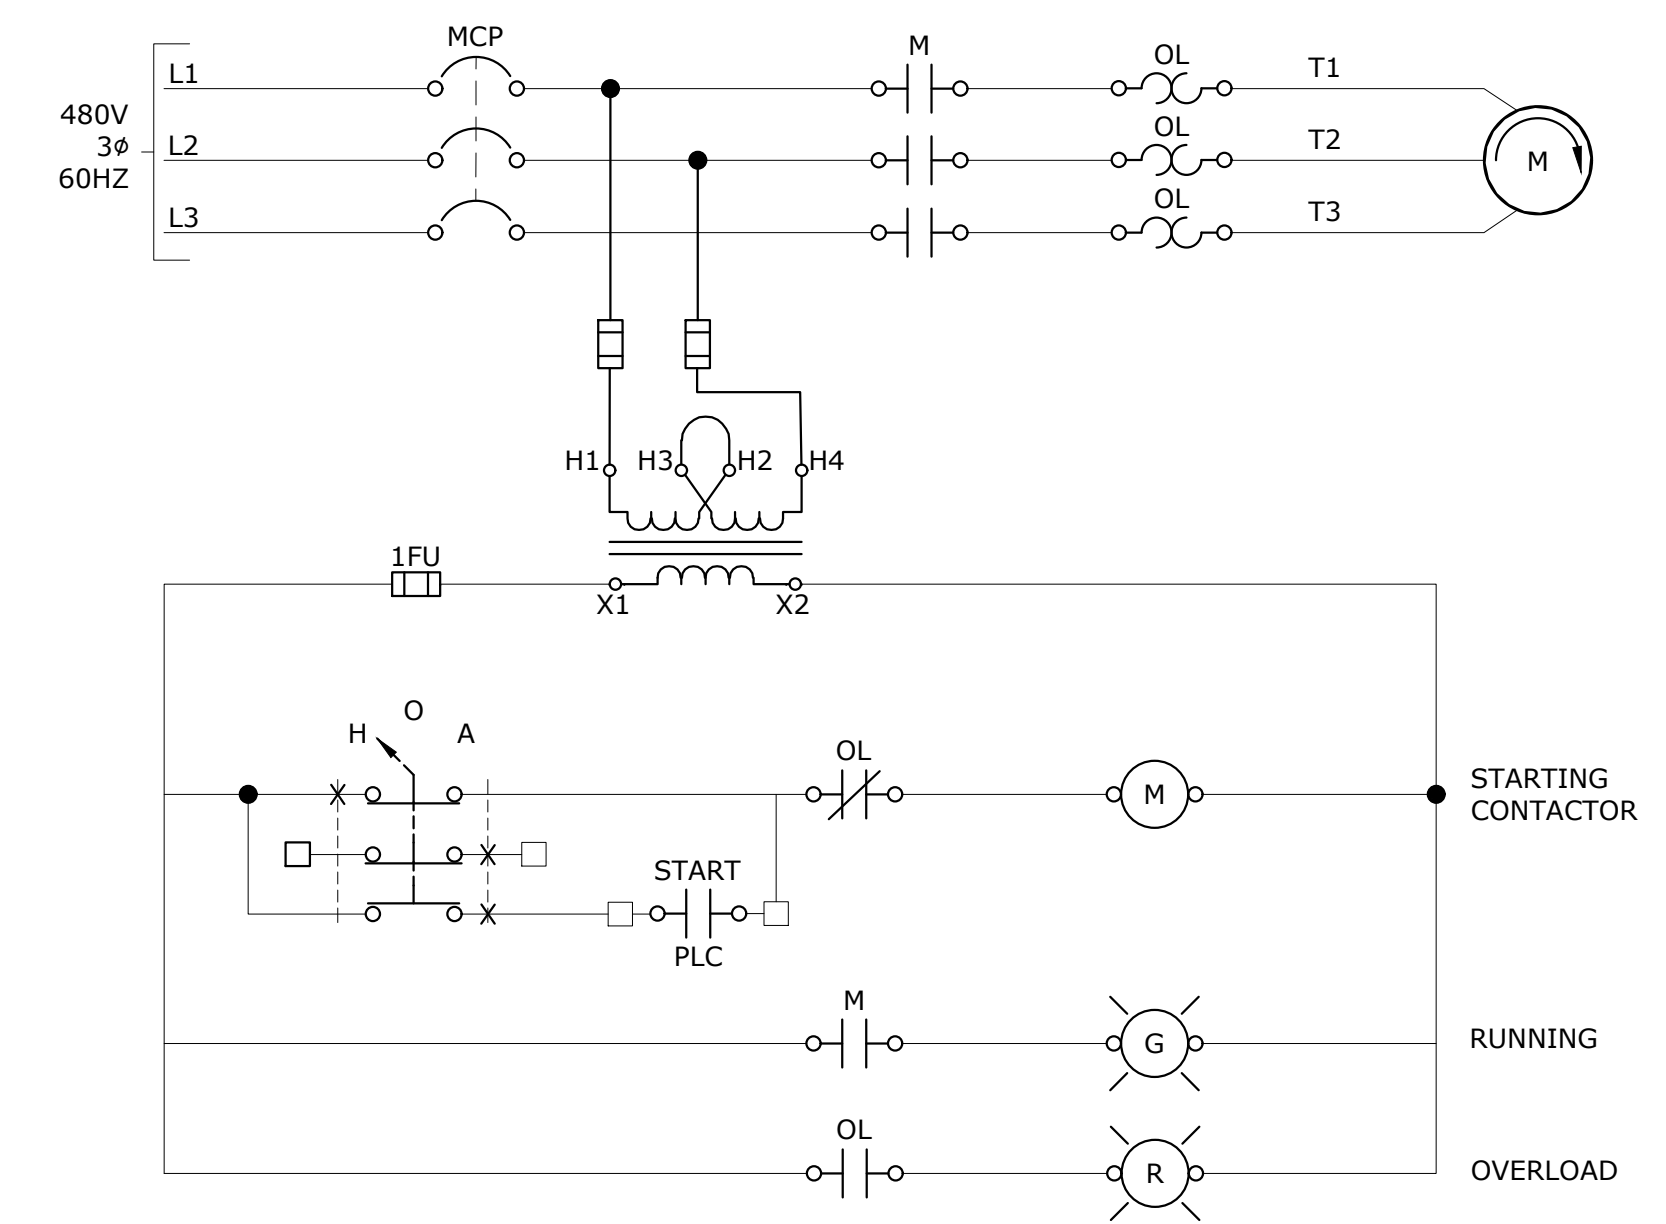 MCP
M
OL
L1
T1
480V
3ϕ
60HZ
L2
OL
T2
M
L3
OL
T3
H1
H3
H2
H4
1FU
X1
X2
H
O
A
OL
M
STARTING
CONTACTOR
START
PLC
M
G
RUNNING
OL
R
OVERLOAD